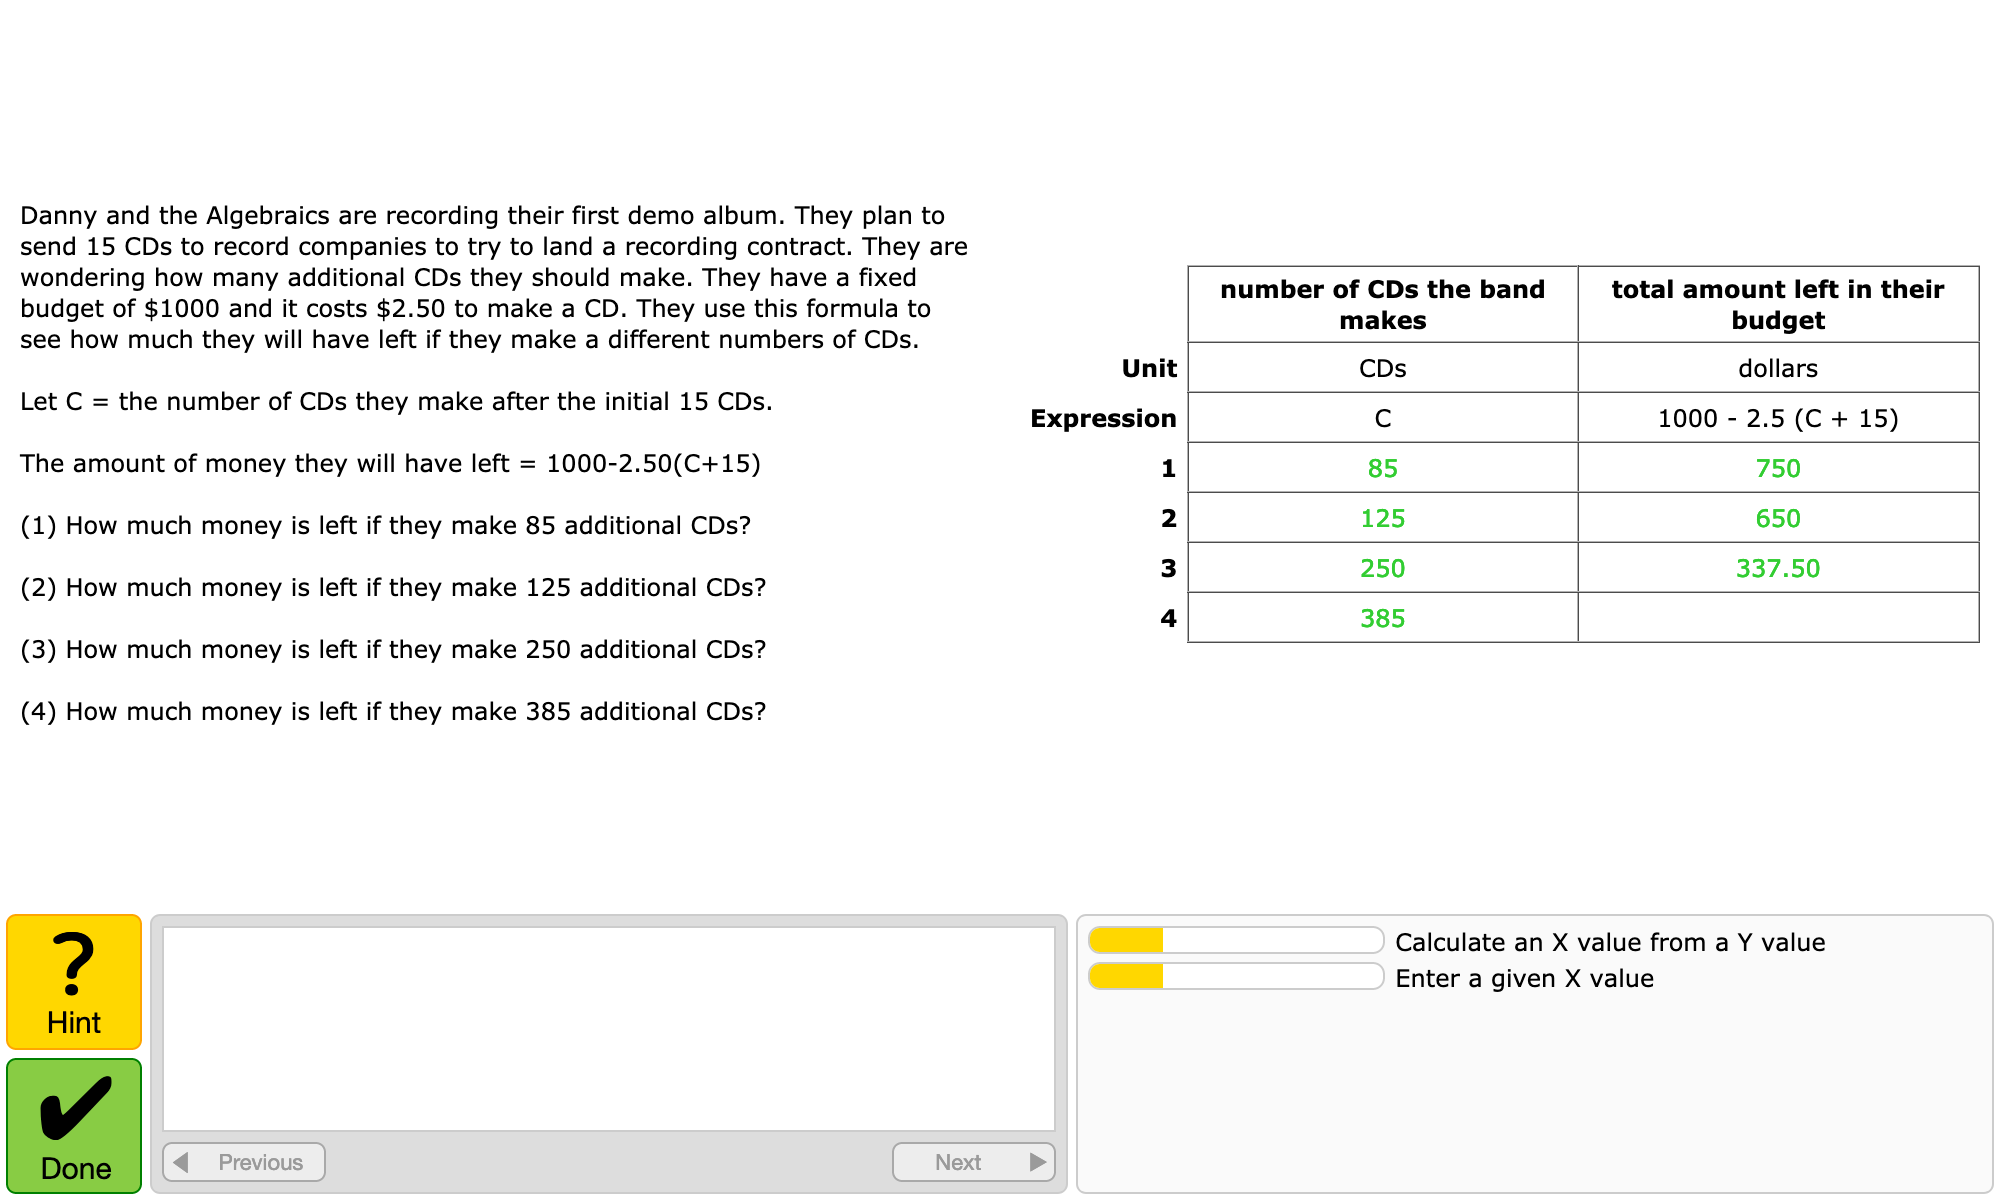 Danny and the Algebraics are recording their first demo album. They plan to
send 15 CDs to record companies to try to land a recording contract. They are
wondering how many additional CDs they should make. They have a fixed
budget of $1000 and it costs $2.50 to make a CD. They use this formula to
see how much they will have left if they make a different numbers of CDs.
Let C = the number of CDs they make after the initial 15 CDs.
The amount of money they will have left = 1000-2.50(C+15)
(1) How much money is left if they make 85 additional CDs?
(2) How much money is left if they make 125 additional CDs?
(3) How much money is left if they make 250 additional CDs?
(4) How much money is left if they make 385 additional CDs?
number of CDs the band makes total amount left in their budget
Unit CDs dollars
Expression C 1000 - 2.5 (C + 15)
1 85 750
2 125 650
3 250 337.50
4 385
? Hint
Done
Previous Next
Calculate an X value from a Y value
Enter a given X value